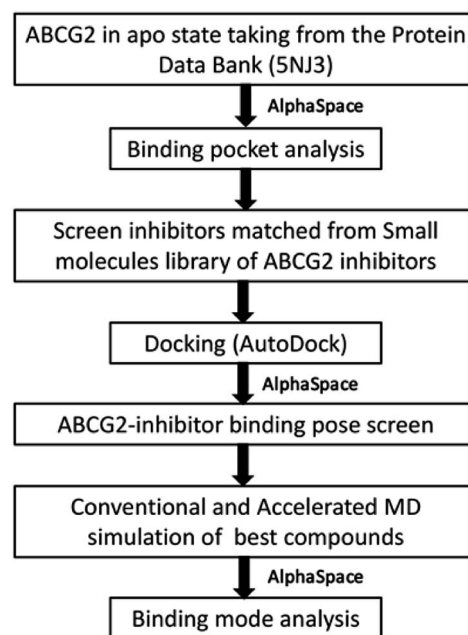 ABCG2 in apo state taking from the Protein
Data Bank (5NJ3)
AlphaSpace
Binding pocket analysis
Screen inhibitors matched from Small
molecules library of ABCG2 inhibitors
Docking (AutoDock)
AlphaSpace
ABCG2-inhibitor binding pose screen
Conventional and Accelerated MD
simulation of best compounds
AlphaSpace
Binding mode analysis